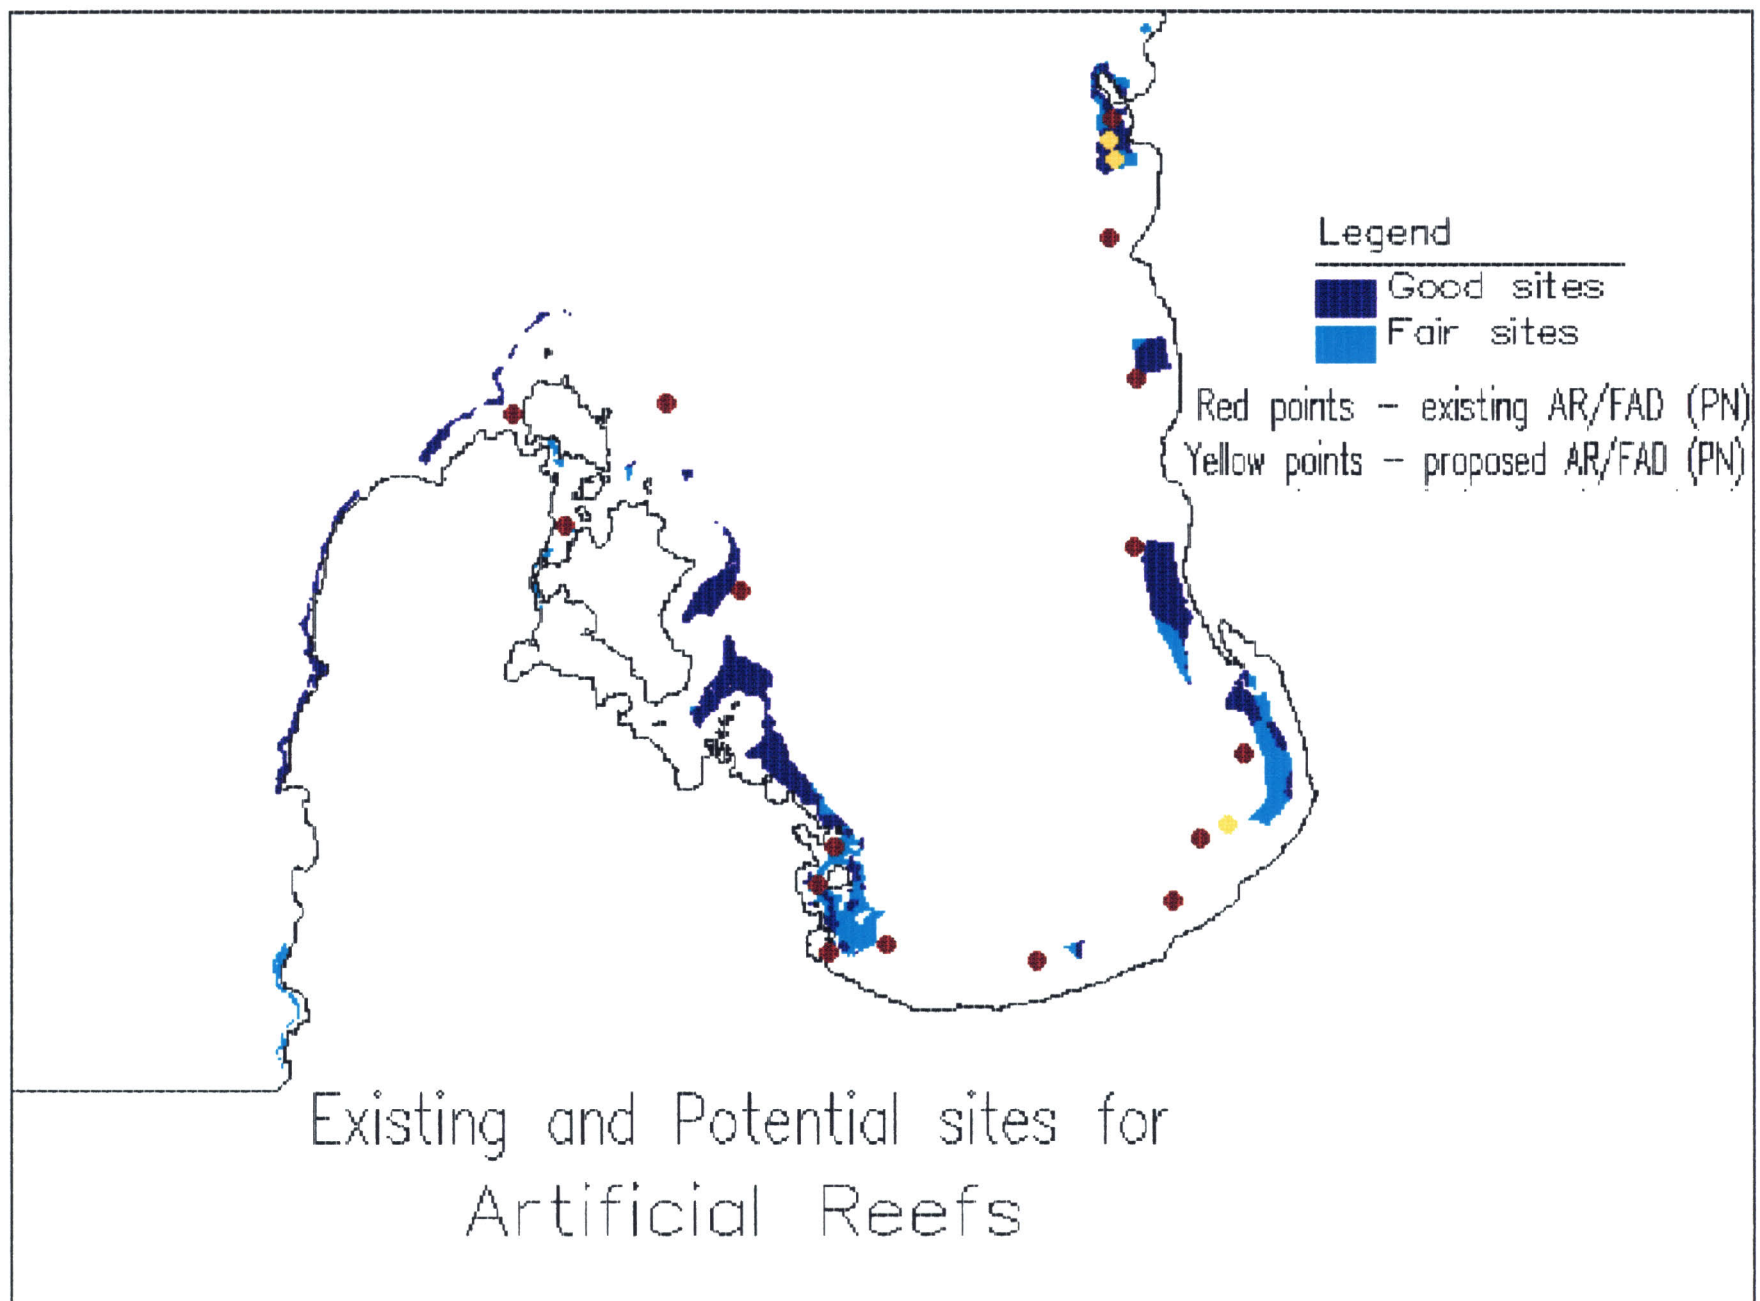 Legend
Good sites
Fair sites
Red points - existing AR/FAD (PN)
Yellow points - proposed AR/FAD (PN)
Existing and Potential sites for
Artificial Reefs